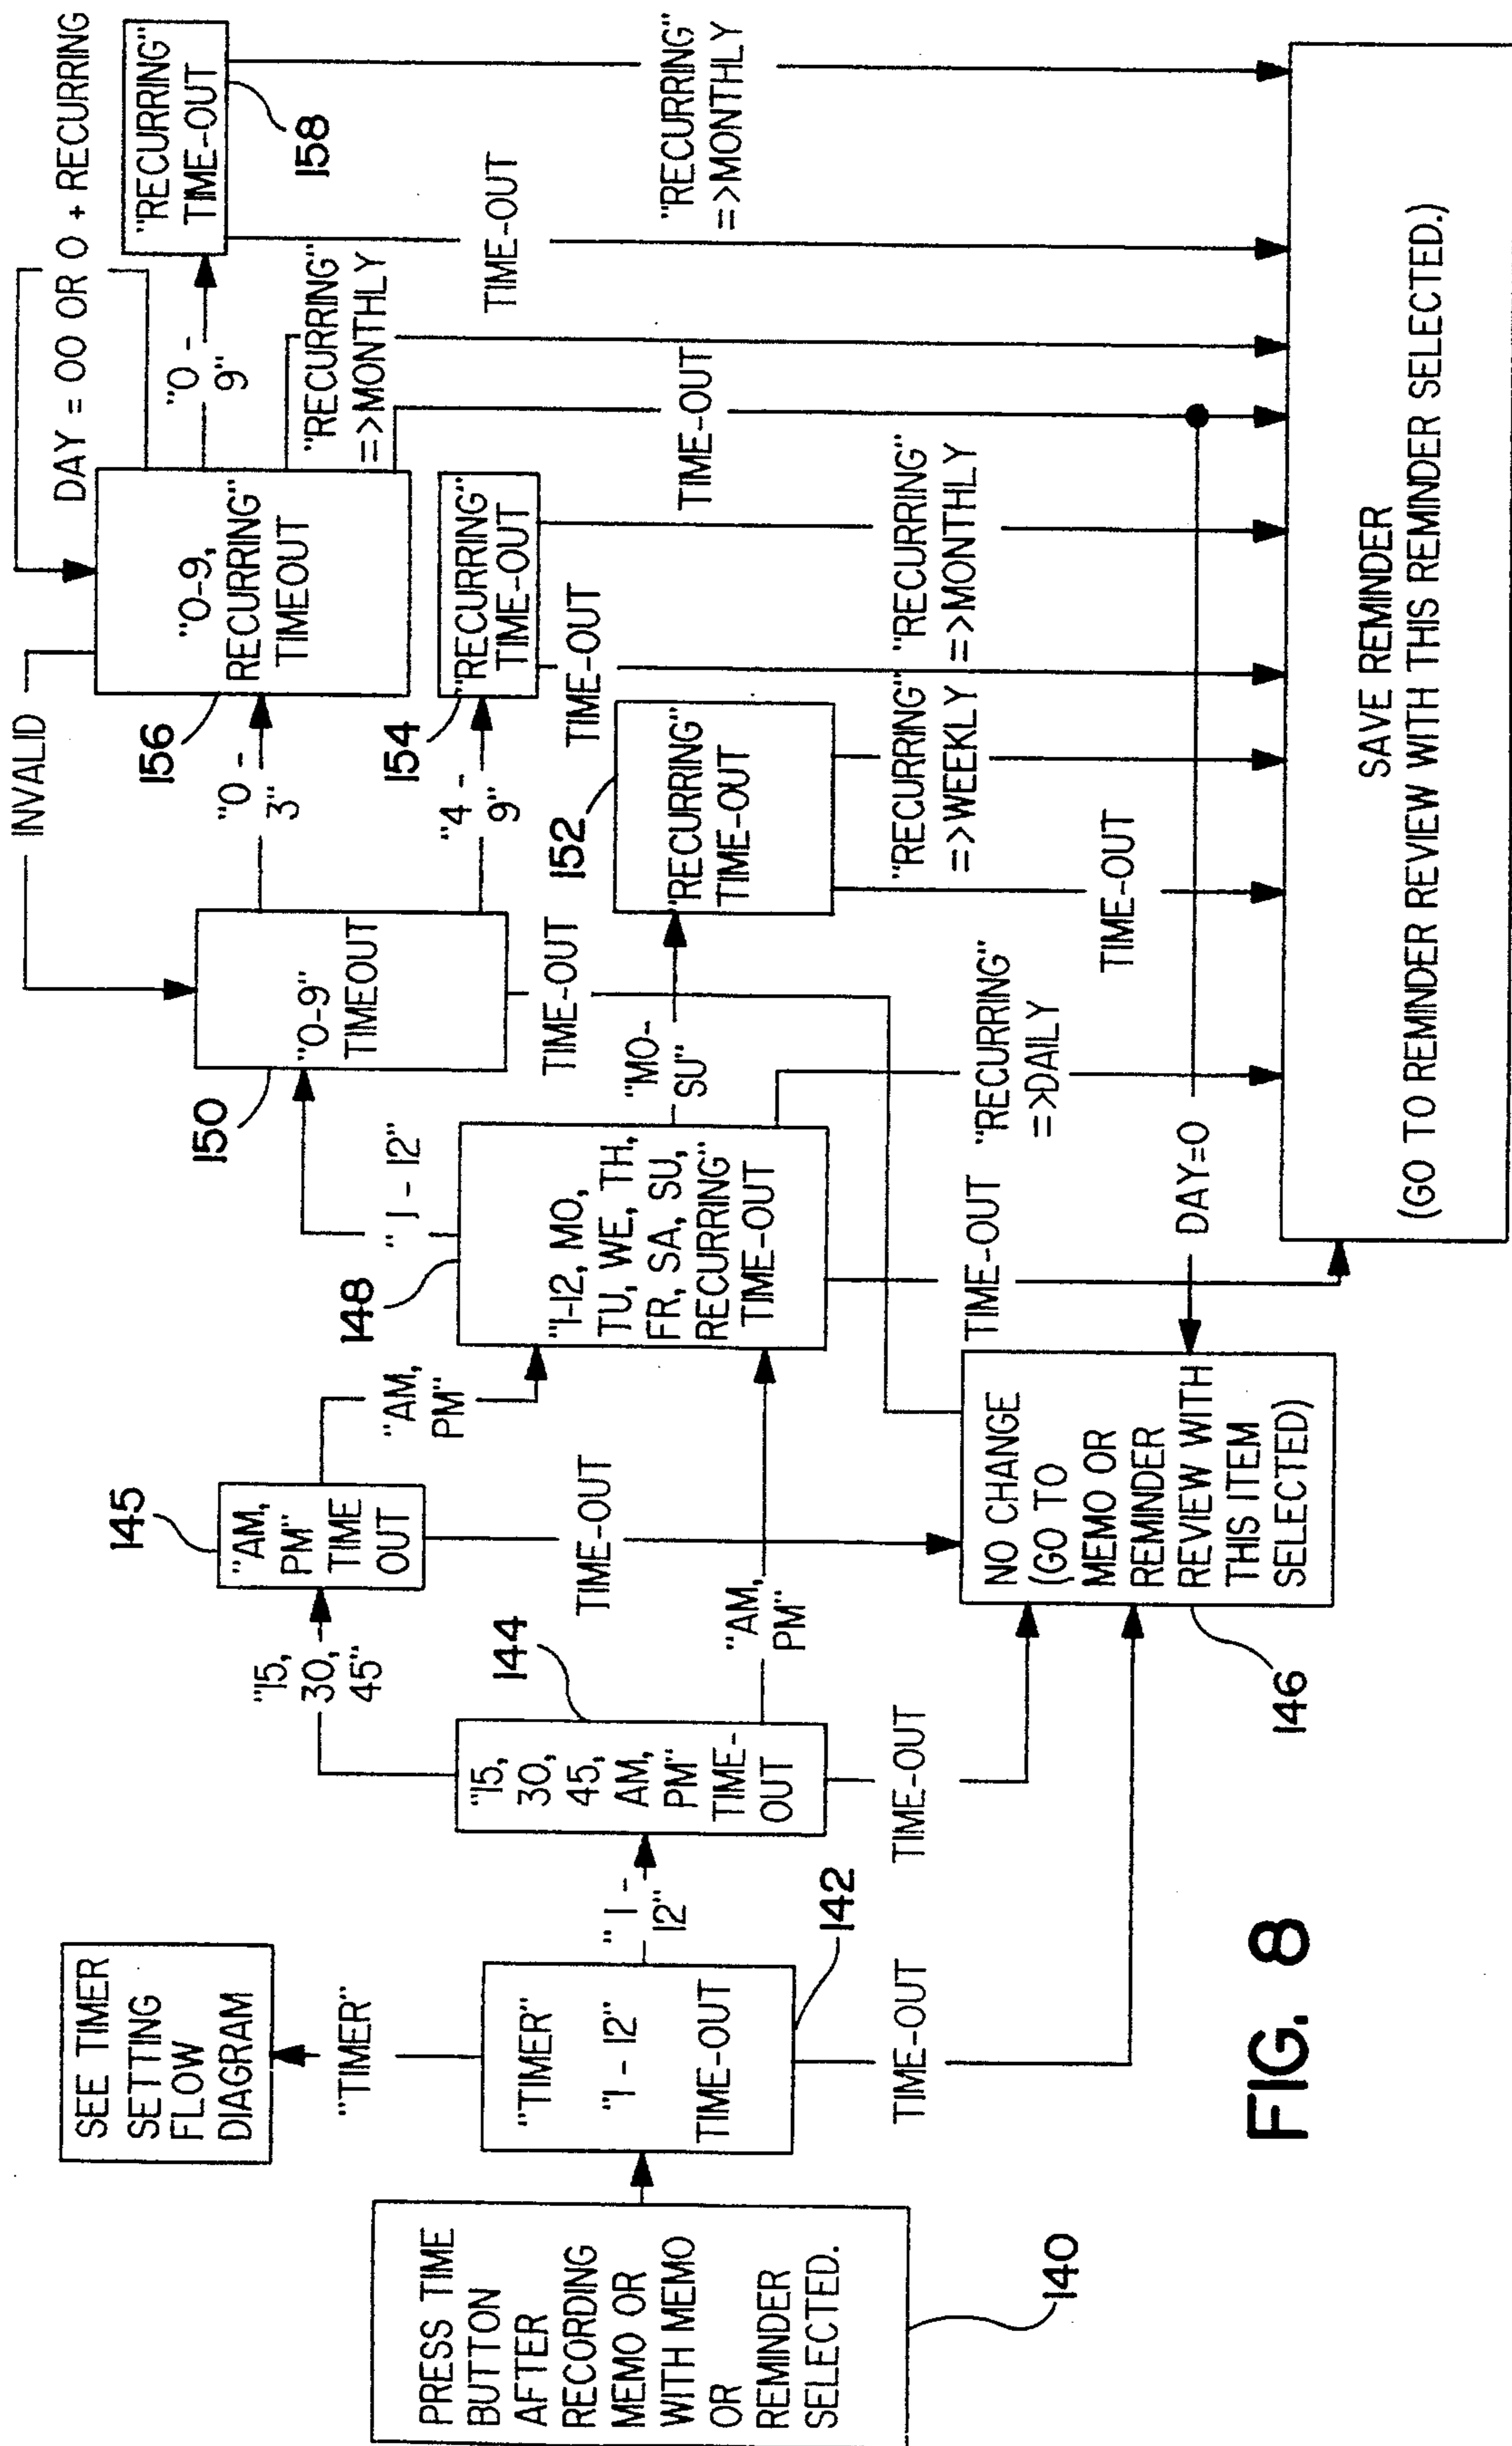 SEE TIMER
SETTING
FLOW
DIAGRAM
"TIMER"
PRESS TIME
BUTTON
AFTER
RECORDING
MEMO OR
WITH MEMO
OR
REMINDER
SELECTED.
140
"TIMER"
"1 - 12"
TIME-OUT
142
TIME-OUT
"1 -
12"
"15,
30,
45,
AM,
PM"
TIME-
OUT
144
TIME-OUT
"15,
30,
45"
"AM,
PM"
TIME
OUT
145
TIME-OUT
"AM,
PM"
"AM,
PM"
NO CHANGE
(GO TO
MEMO OR
REMINDER
REVIEW WITH
THIS ITEM
SELECTED)
146
"1-12, MO,
TU, WE, TH,
FR, SA, SU,
RECURRING"
TIME-OUT
148
TIME-OUT
"RECURRING"
=>DAILY
DAY=0
"1 - 12"
"0-9"
TIMEOUT
150
TIME-OUT
"MO-
SU"
"RECURRING"
TIME-OUT
152
TIME-OUT
"RECURRING"
=>WEEKLY
INVALID
"0 -
3"
"4 -
9"
"RECURRING"
TIME-OUT
154
TIME-OUT
"RECURRING"
=>MONTHLY
"0-9,
RECURRING"
TIMEOUT
156
DAY = 00 OR 0 + RECURRING
"0 -
9"
"RECURRING"
=>MONTHLY
TIME-OUT
"RECURRING"
TIME-OUT
158
TIME-OUT
"RECURRING"
=>MONTHLY
SAVE REMINDER
(GO TO REMINDER REVIEW WITH THIS REMINDER SELECTED.)
FIG. 8